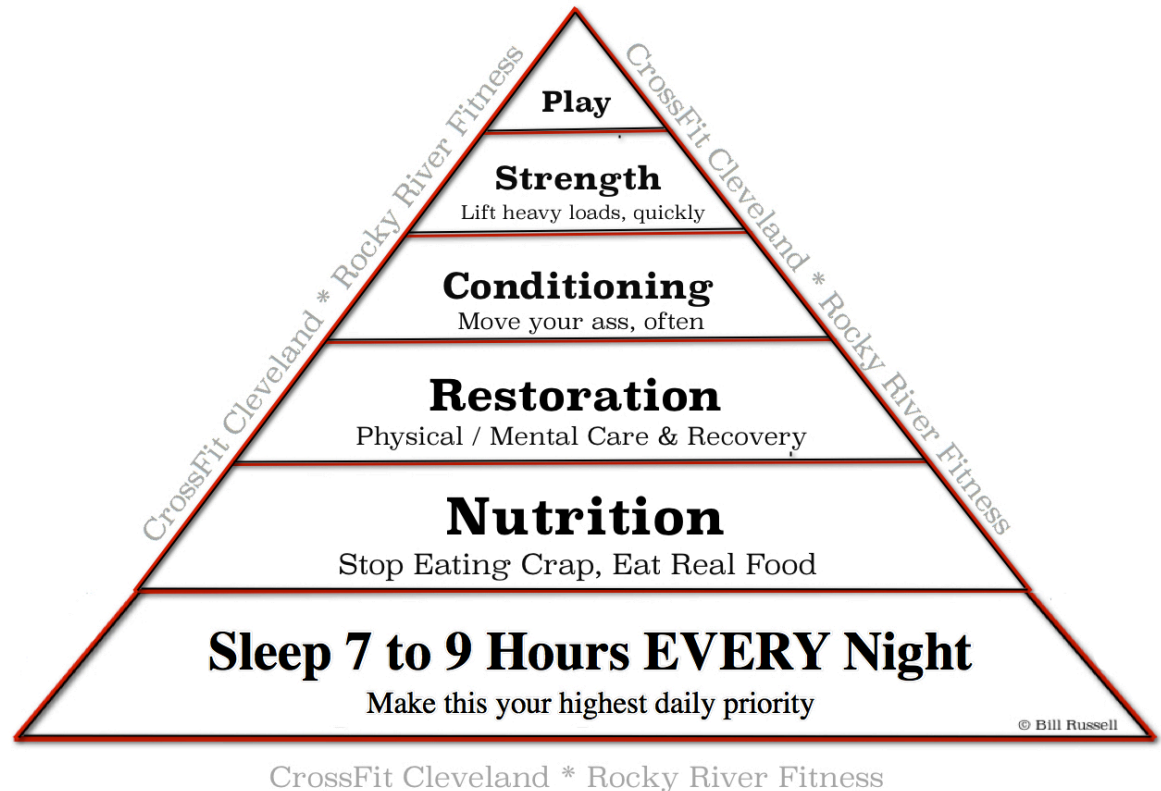 Play
Strength
Lift heavy loads, quickly
Conditioning
Move your ass, often
Restoration
Physical / Mental Care & Recovery
Nutrition
Stop Eating Crap, Eat Real Food
Sleep 7 to 9 Hours EVERY Night
Make this your highest daily priority
© Bill Russell
CrossFit Cleveland * Rocky River Fitness
CrossFit Cleveland * Rocky River Fitness
CrossFit Cleveland * Rocky River Fitness